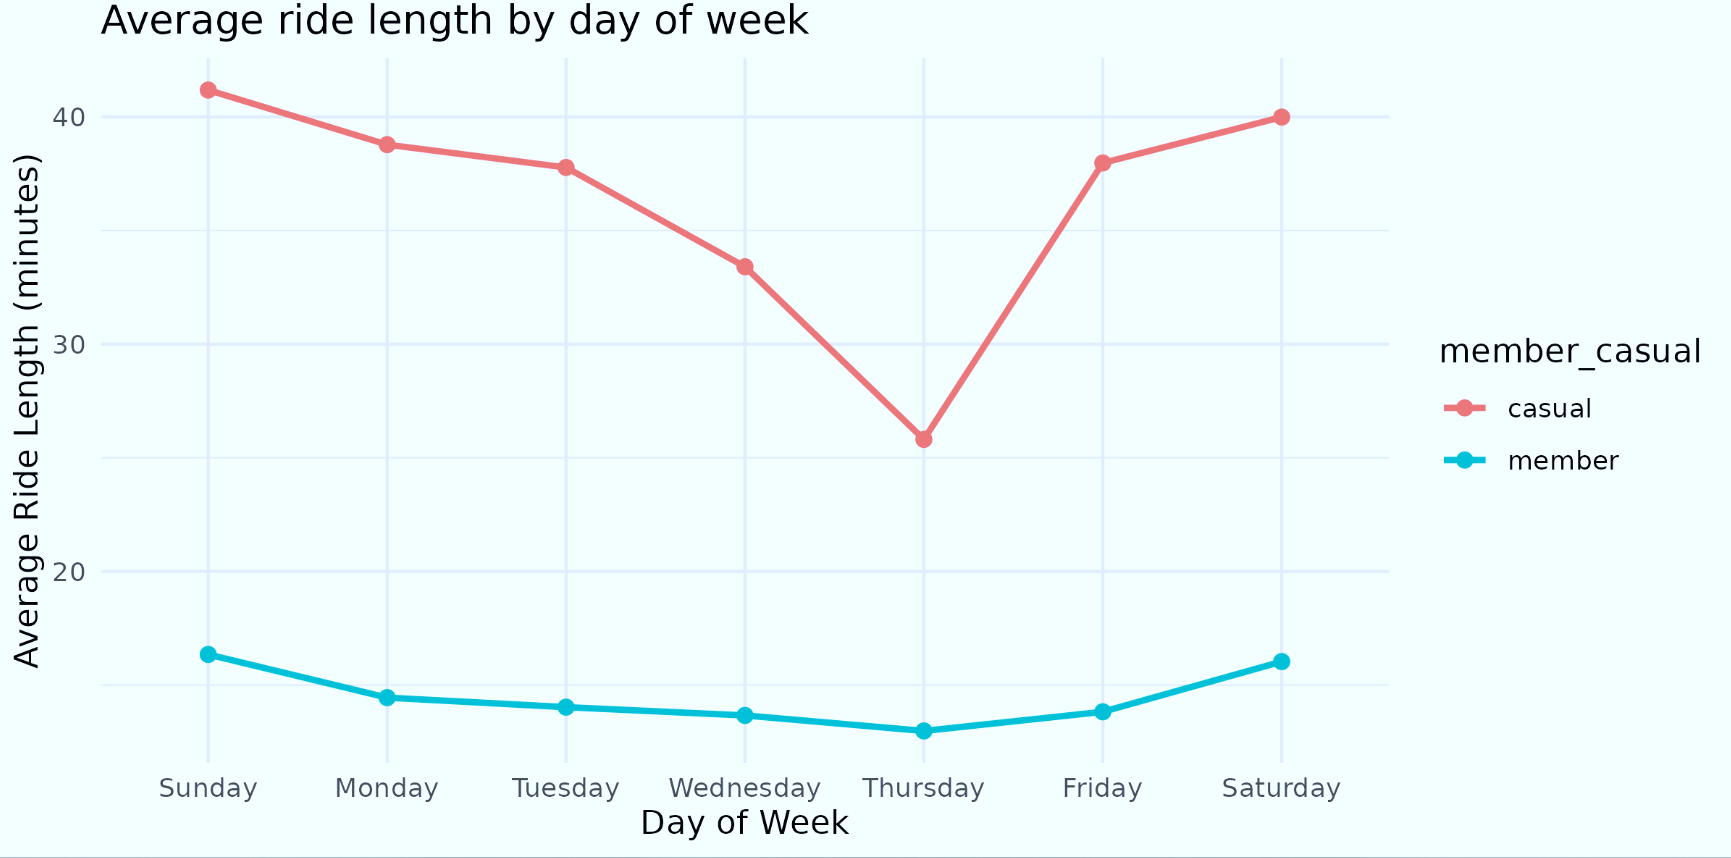 Average ride length by day of week
Average Ride Length (minutes)
40
30
20
Sunday Monday Tuesday Wednesday Thursday Friday Saturday
Day of Week
member_casual
casual
member